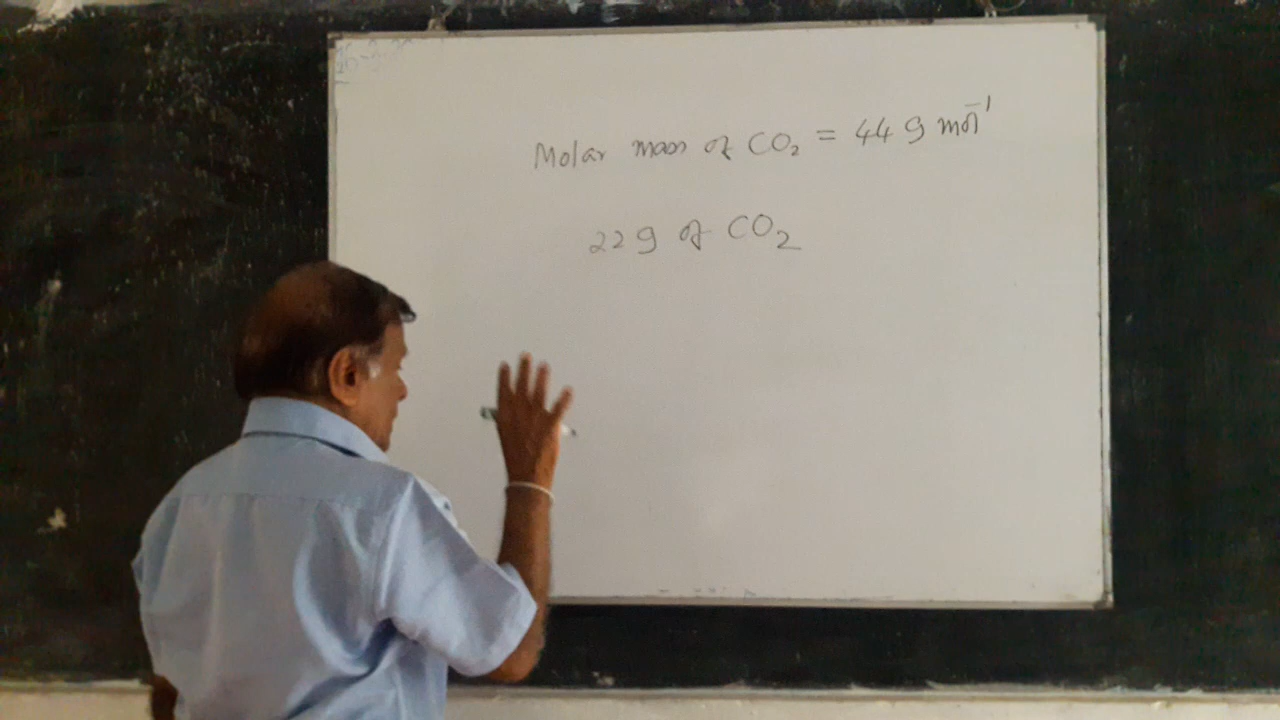 Molar mass of CO₂ = 44 g mol⁻¹
22 g of CO₂